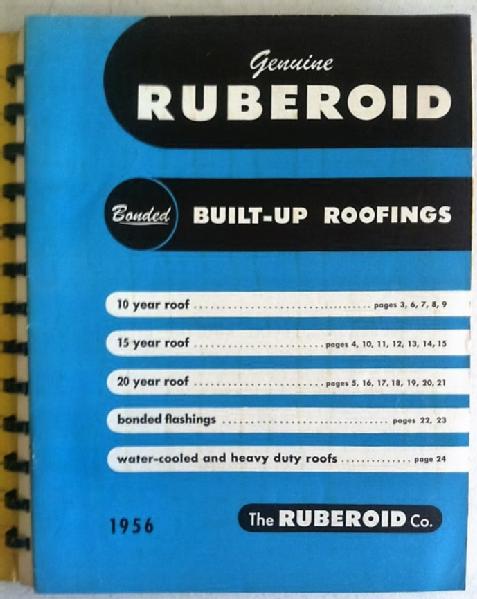 Genuine
RUBEROID
Bonded BUILT-UP ROOFINGS
10 year roof ................................... pages 3, 6, 7, 8, 9
15 year roof .......................... pages 4, 10, 11, 12, 13, 14, 15
20 year roof .......................... pages 5, 16, 17, 18, 19, 20, 21
bonded flashings ................................. pages 22, 23
water-cooled and heavy duty roofs .............. page 24
1956
The RUBEROID Co.